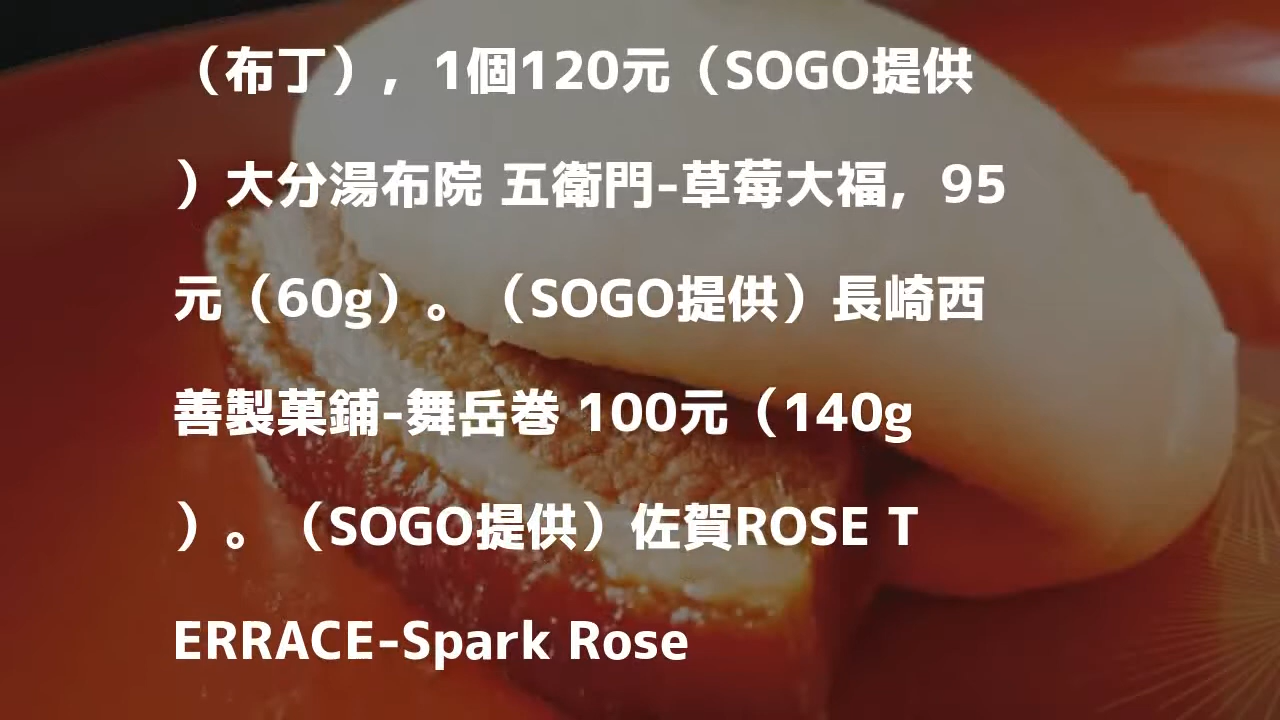 （布丁），1個120元（SOGO提供
）大分湯布院 五衛門-草莓大福，95
元（60g）。（SOGO提供）長崎西
善製菓鋪-舞岳巻 100元（140g
）。（SOGO提供）佐賀ROSE T
ERRACE-Spark Rose